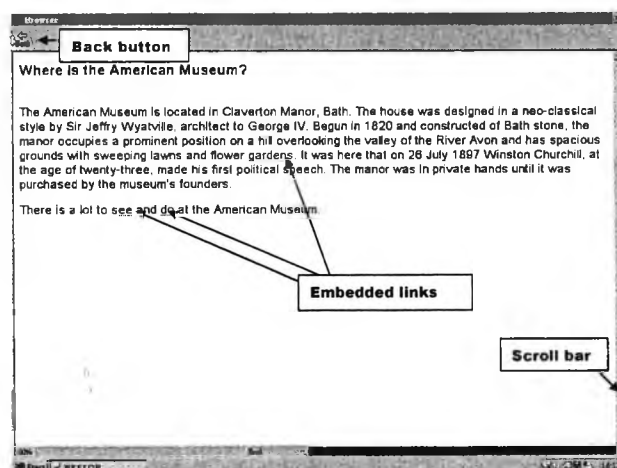 Browser
Back button
Where is the American Museum?
The American Museum is located in Claverton Manor, Bath. The house was designed in a neo-classical
style by Sir Jeffry Wyatville, architect to George IV. Begun in 1820 and constructed of Bath stone, the
manor occupies a prominent position on a hill overlooking the valley of the River Avon and has spacious
grounds with sweeping lawns and flower gardens. It was here that on 26 July 1897 Winston Churchill, at
the age of twenty-three, made his first political speech. The manor was in private hands until it was
purchased by the museum's founders.
There is a lot to see and do at the American Museum.
Embedded links
Scroll bar